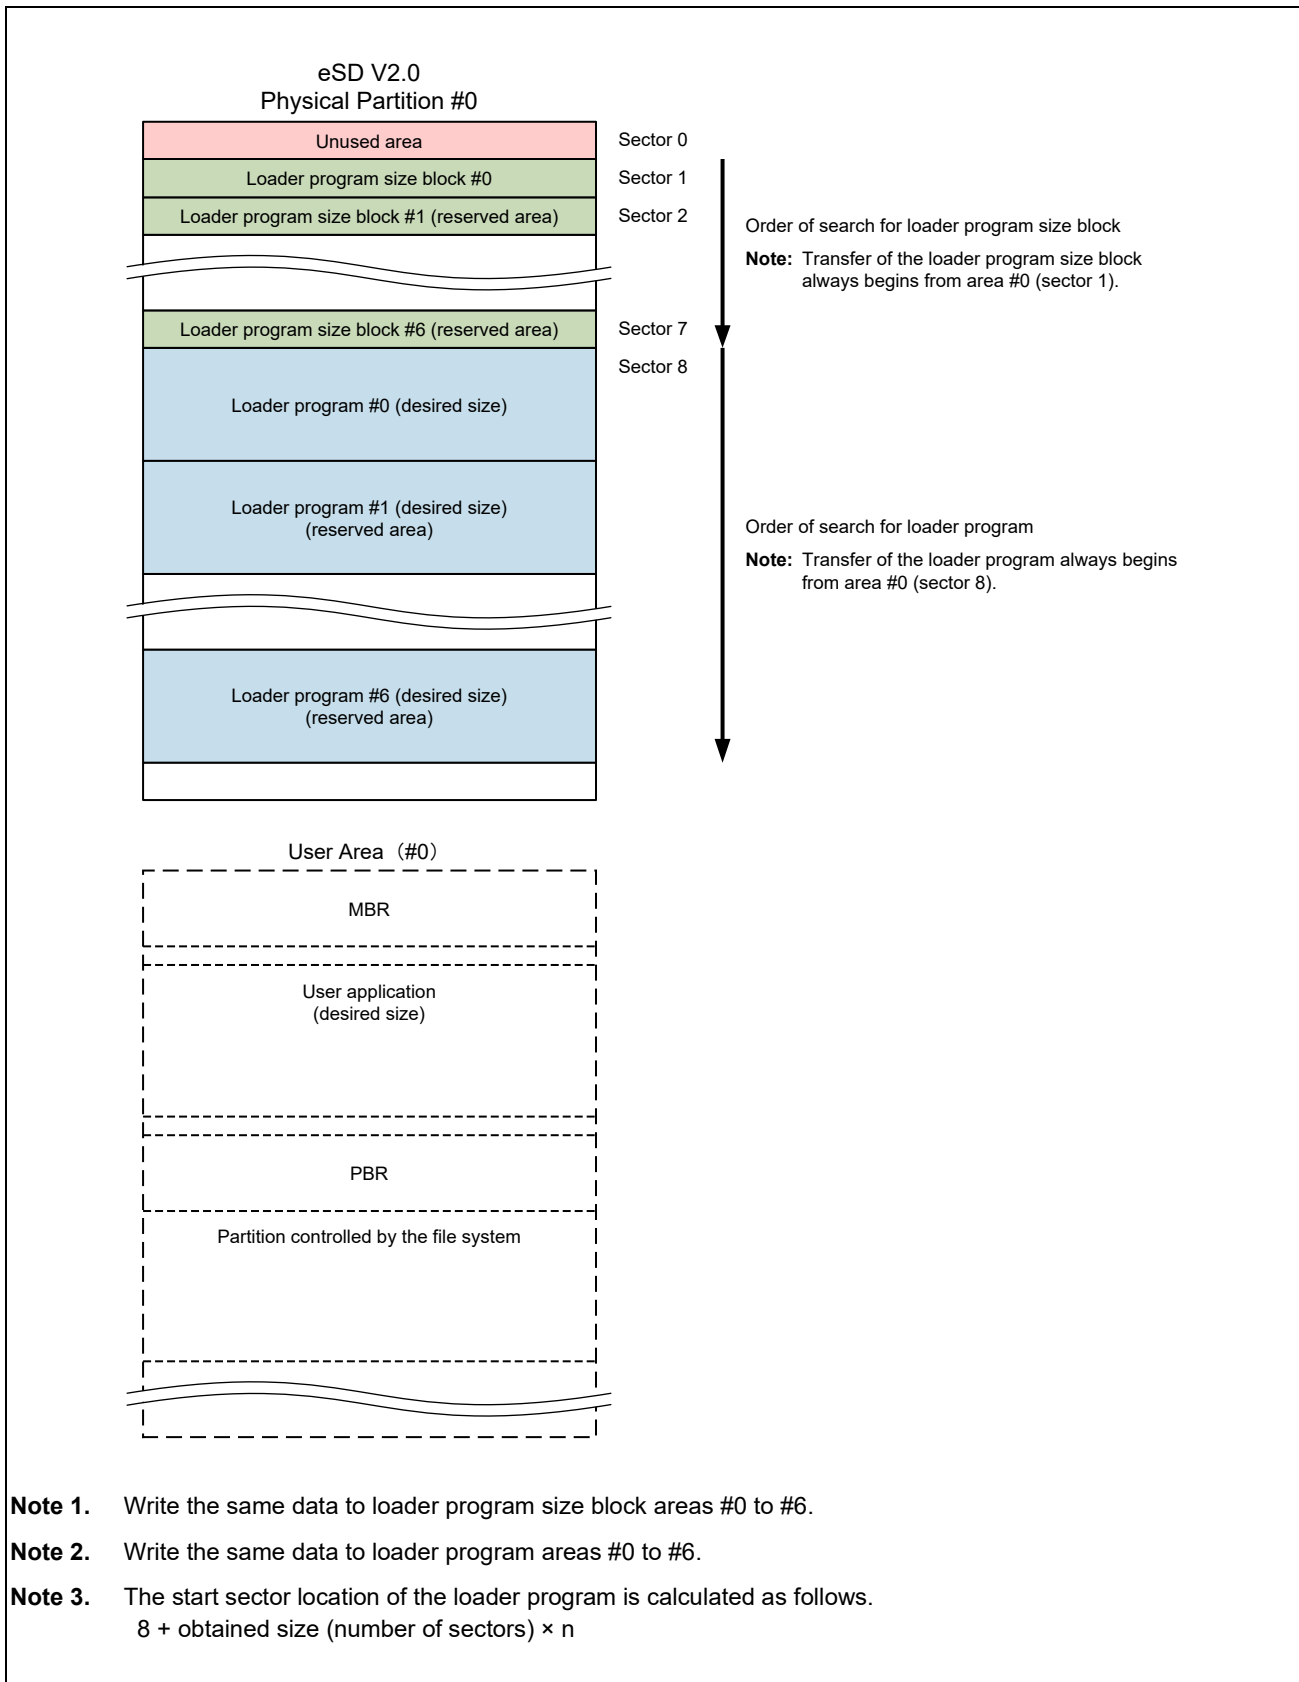 eSD V2.0
Physical Partition #0
Unused area
Sector 0
Loader program size block #0
Sector 1
Loader program size block #1 (reserved area)
Sector 2
Order of search for loader program size block
Note: Transfer of the loader program size block
always begins from area #0 (sector 1).
Loader program size block #6 (reserved area)
Sector 7
Sector 8
Loader program #0 (desired size)
Loader program #1 (desired size)
(reserved area)
Order of search for loader program
Note: Transfer of the loader program always begins
from area #0 (sector 8).
Loader program #6 (desired size)
(reserved area)
User Area（#0）
MBR
User application
(desired size)
PBR
Partition controlled by the file system
Note 1. Write the same data to loader program size block areas #0 to #6.
Note 2. Write the same data to loader program areas #0 to #6.
Note 3. The start sector location of the loader program is calculated as follows.
8 + obtained size (number of sectors) × n